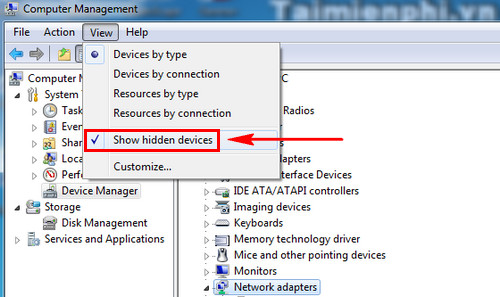 Taimienphi.vn
Computer Management
File Action View Help
Devices by type
Devices by connection
Resources by type
Resources by connection
Show hidden devices
Customize...
Computer M
System T
Task
Ever
Shar
Loca
Perfo
Device Manager
Storage
Disk Management
Services and Applications
C
Radios
dapters
nterface Devices
IDE ATA/ATAPI controllers
Imaging devices
Keyboards
Memory technology driver
Mice and other pointing devices
Monitors
Network adapters